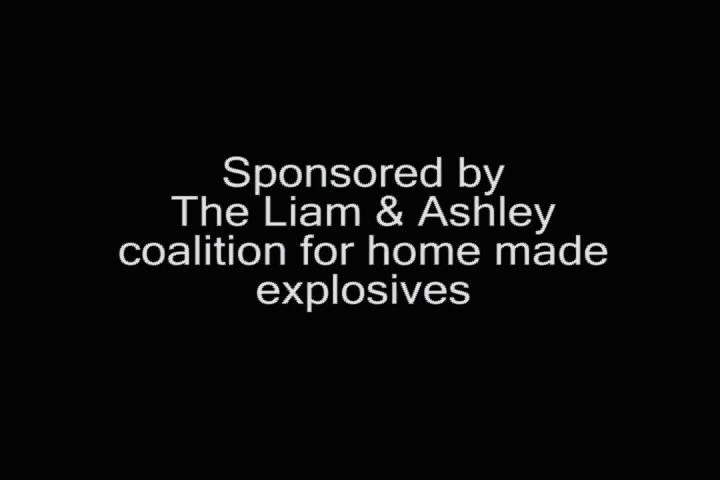 Sponsored by
The Liam & Ashley
coalition for home made
explosives